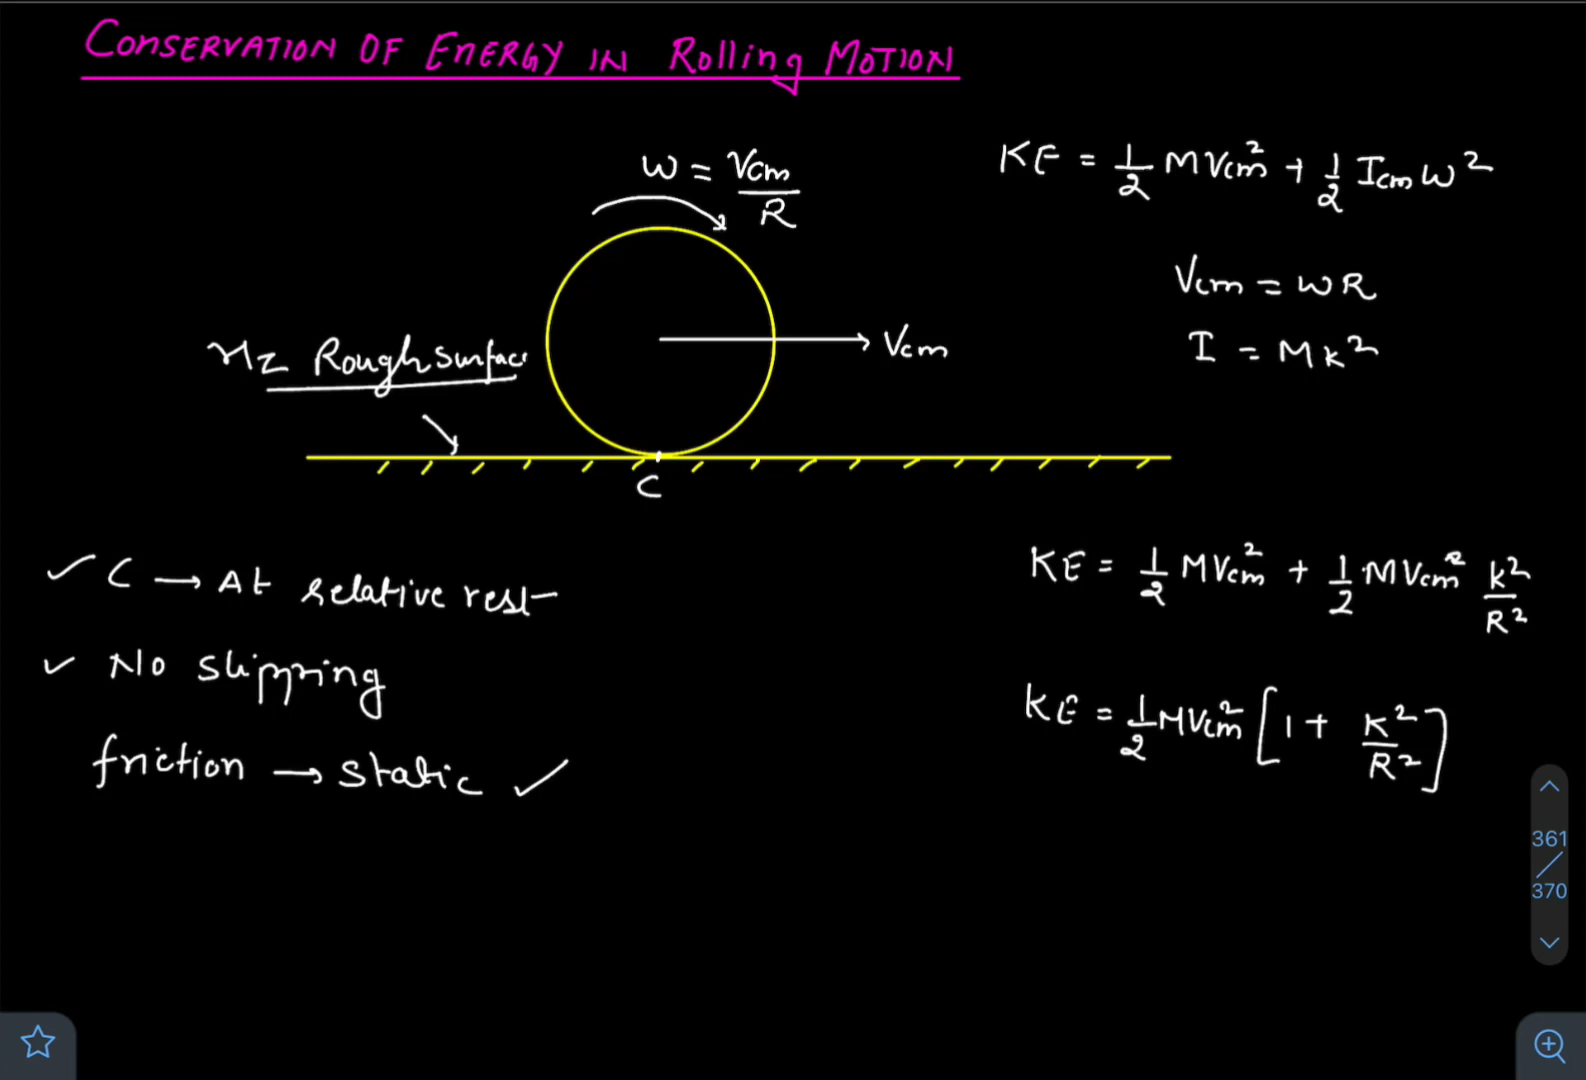 CONSERVATION OF ENERGY IN Rolling MOTION
W = Vcm/R
KE = 1/2 MVcm² + 1/2 Icm W²
Vcm = WR
I = Mk²
Rough surface
Vcm
C
✓ C → At relative rest
✓ No slipping
friction → static ✓
KE = 1/2 MVcm² + 1/2 MVcm² k²/R²
KE = 1/2 MVcm² [1 + K²/R²]
361
/
370